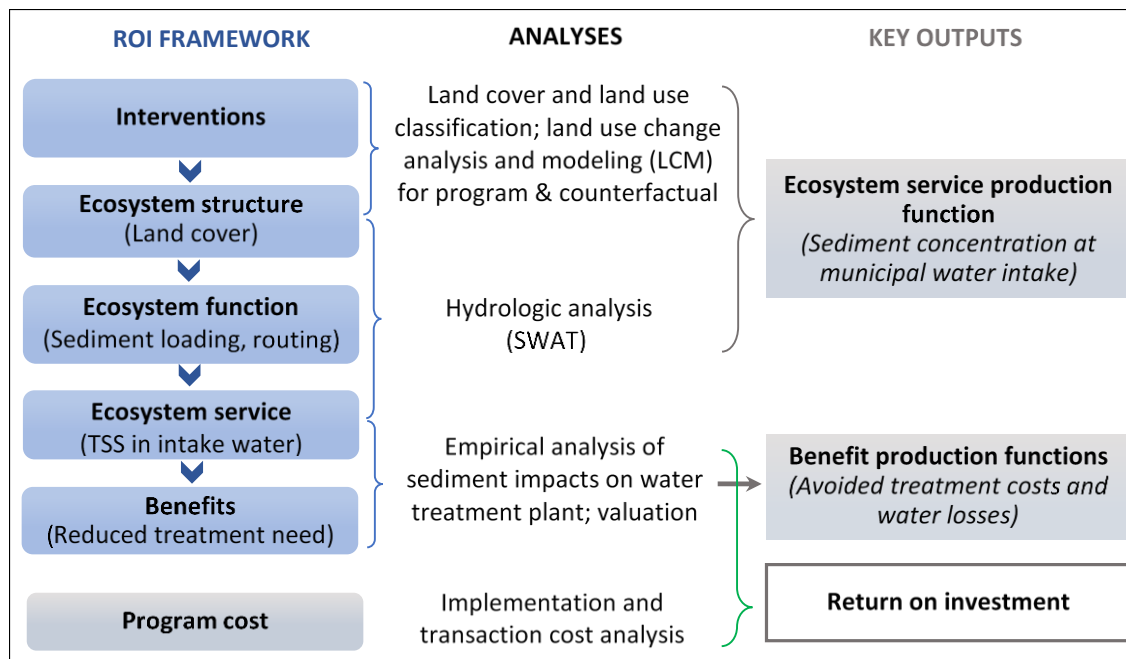 ROI FRAMEWORK
ANALYSES
KEY OUTPUTS
Interventions
Ecosystem structure
(Land cover)
Ecosystem function
(Sediment loading, routing)
Ecosystem service
(TSS in intake water)
Benefits
(Reduced treatment need)
Program cost
Land cover and land use
classification; land use change
analysis and modeling (LCM)
for program & counterfactual
Hydrologic analysis
(SWAT)
Empirical analysis of
sediment impacts on water
treatment plant; valuation
Implementation and
transaction cost analysis
Ecosystem service production
function
(Sediment concentration at
municipal water intake)
Benefit production functions
(Avoided treatment costs and
water losses)
Return on investment